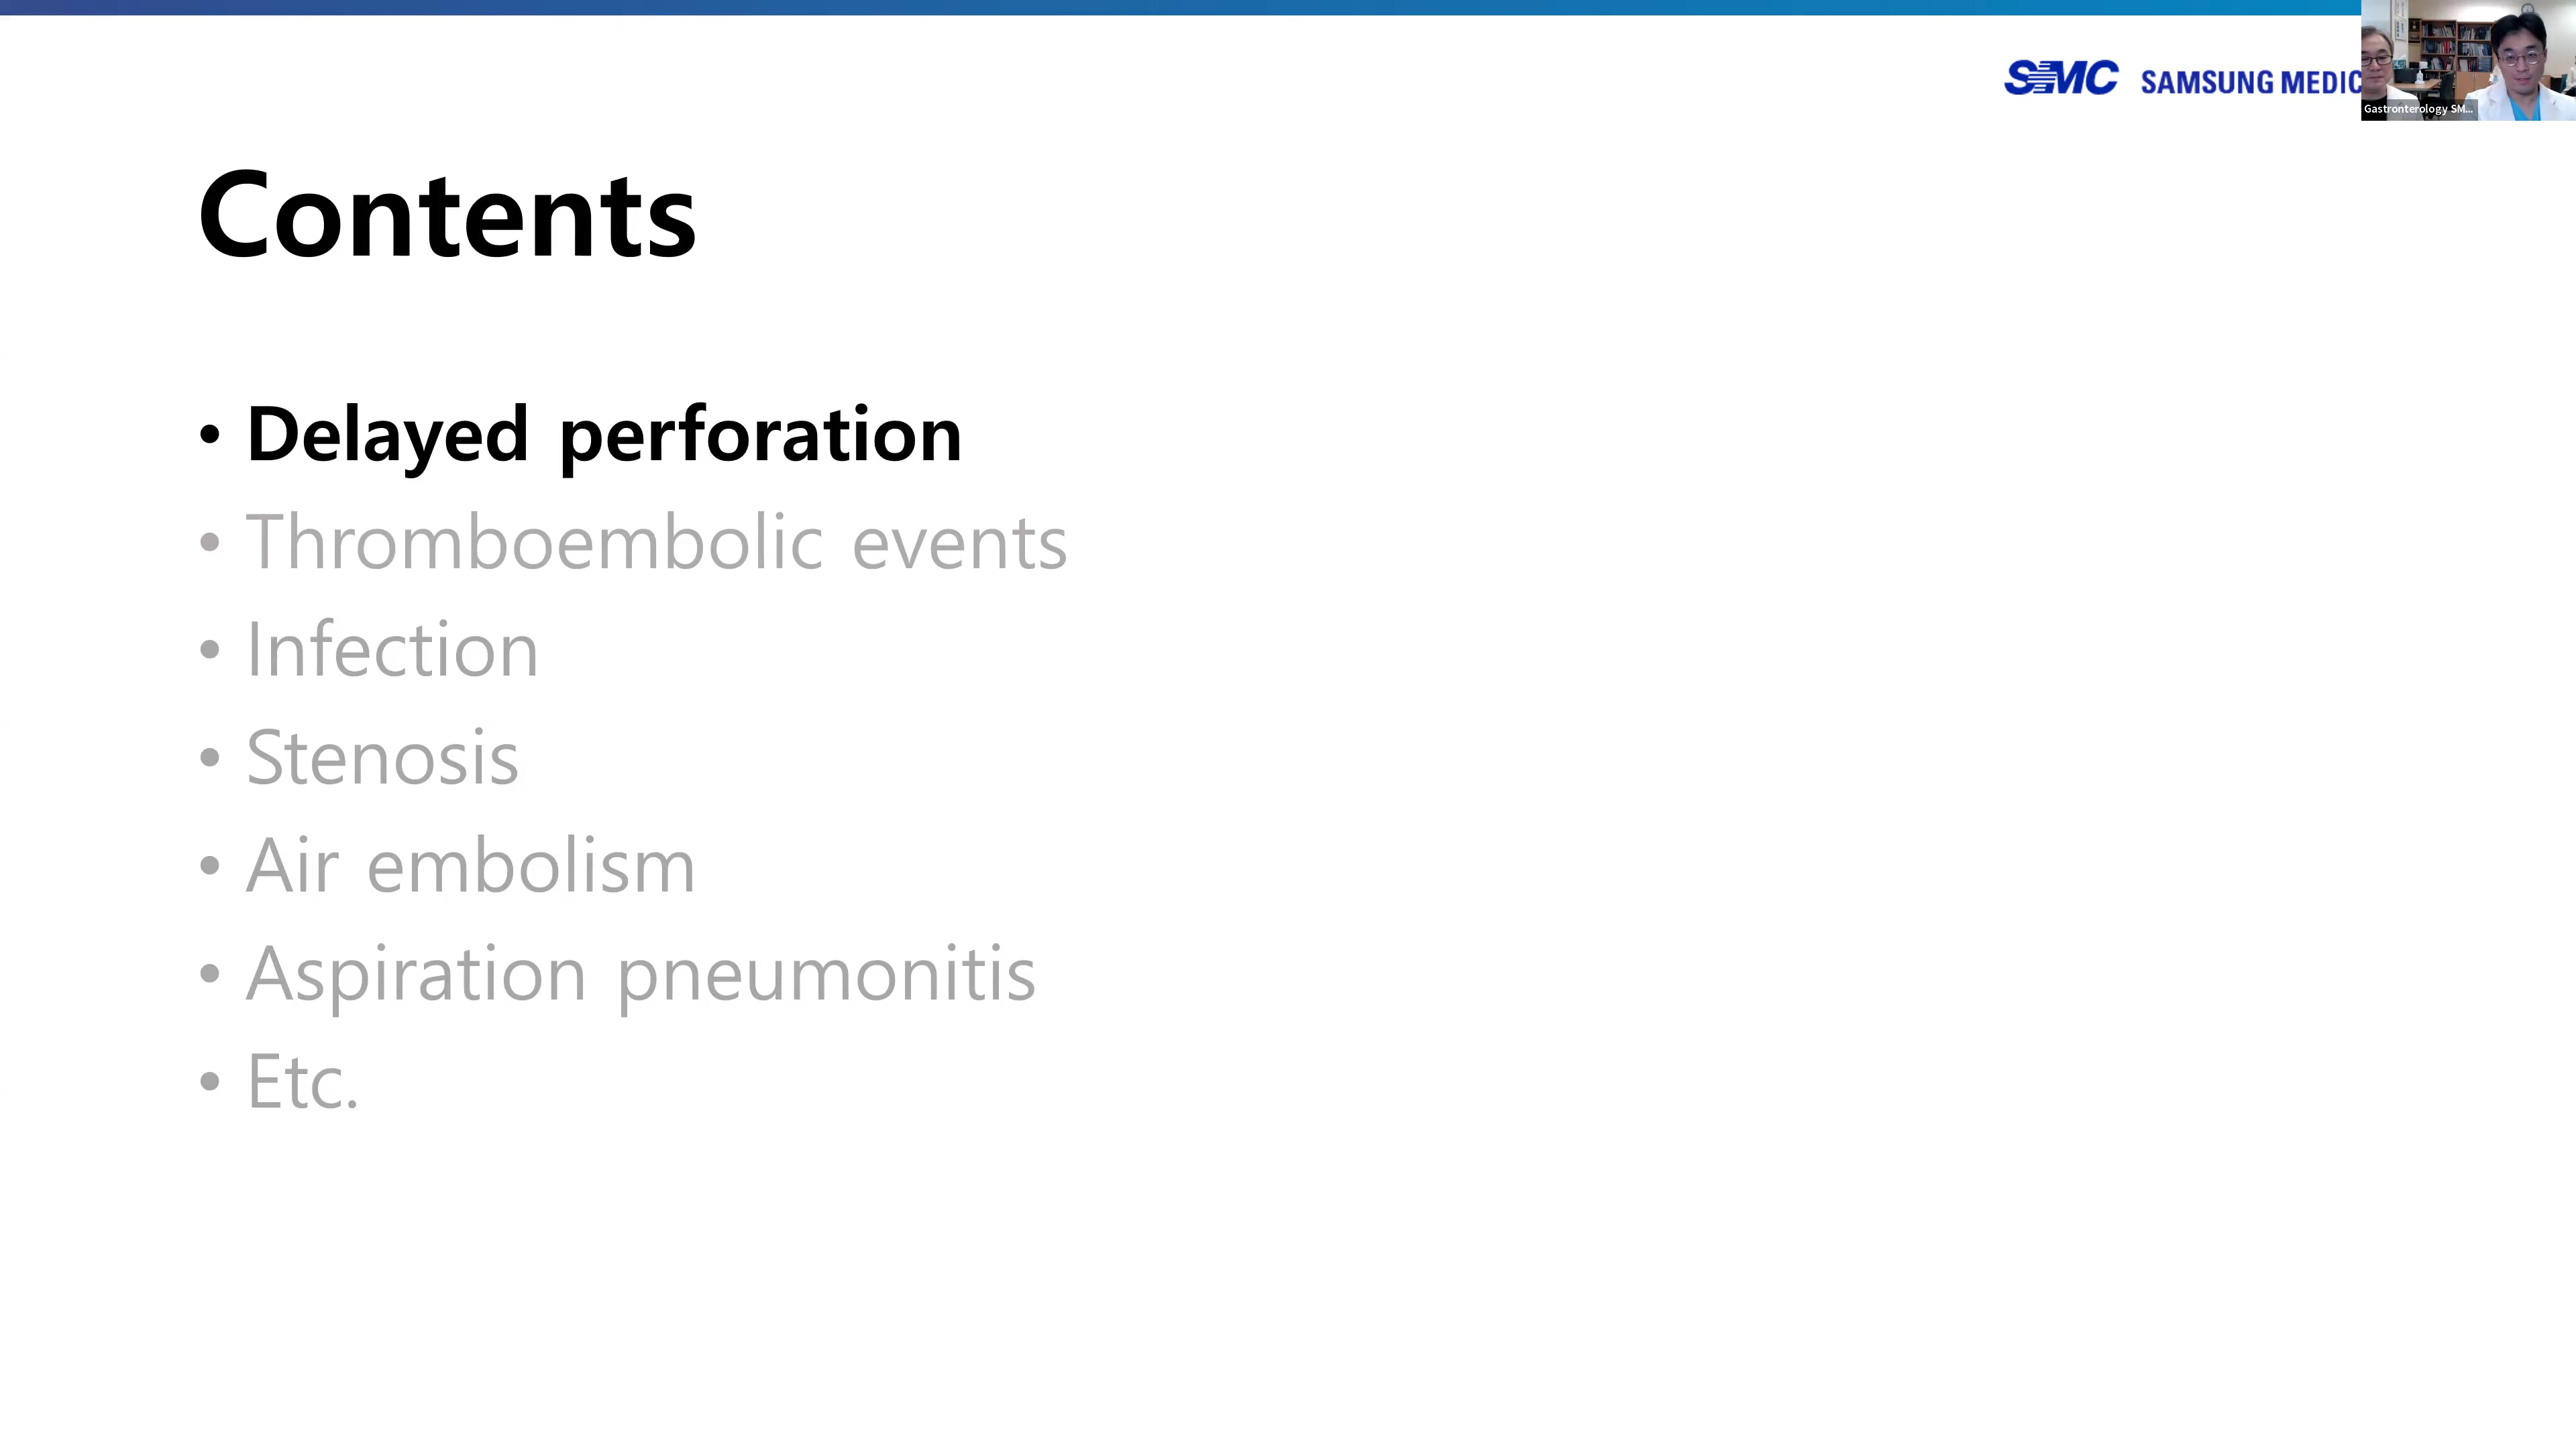 SMC SAMSUNG MEDIC
Gastronterology SM...
Contents
• Delayed perforation
• Thromboembolic events
• Infection
• Stenosis
• Air embolism
• Aspiration pneumonitis
• Etc.